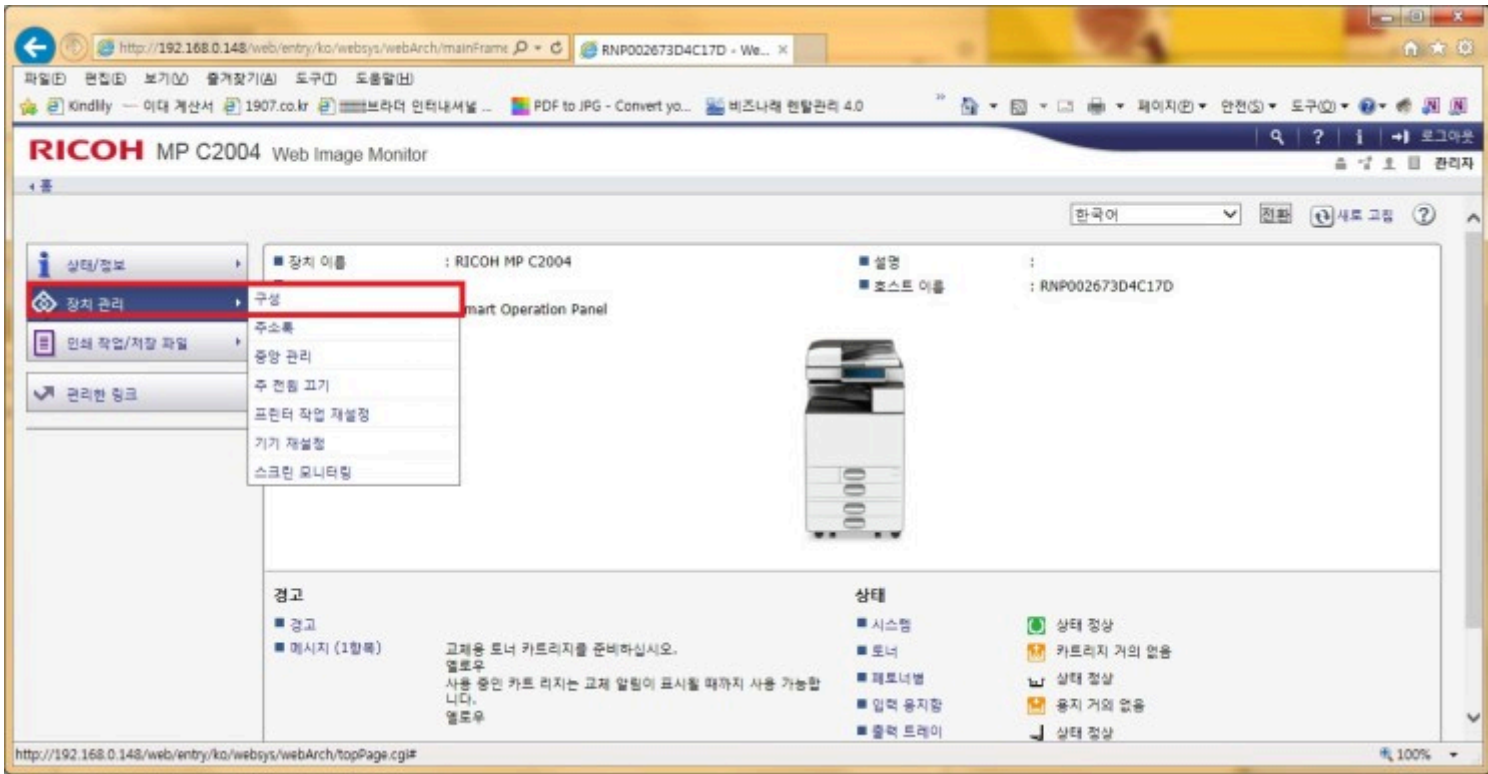 http://192.168.0.148/web/entry/ko/websys/webArch/mainFrame
RNP002673D4C17D - We...
파일(F) 편집(E) 보기(V) 즐겨찾기(A) 도구(T) 도움말(H)
Kindlify — 이대 계산서 1907.co.kr 브라더 인터내셔널 ... PDF to JPG - Convert yo... 비즈나래 렌탈관리 4.0 » 페이지(P) 안전(S) 도구(O)
RICOH MP C2004 Web Image Monitor
? i 로그아웃
관리자
홈
한국어 전환 새로 고침 ?
상태/정보
장치 관리
인쇄 작업/저장 파일
편리한 링크
구성
주소록
중앙 관리
주 전원 끄기
프린터 작업 재설정
기기 재설정
스크린 모니터링
장치 이름 : RICOH MP C2004
설명 :
호스트 이름 : RNP002673D4C17D
mart Operation Panel
경고
경고
메시지 (1항목)
교체용 토너 카트리지를 준비하십시오.
옐로우
사용 중인 카트 리지는 교체 알림이 표시될 때까지 사용 가능합
니다.
옐로우
상태
시스템 상태 정상
토너 카트리지 거의 없음
폐토너병 상태 정상
입력 용지함 용지 거의 없음
출력 트레이 상태 정상
http://192.168.0.148/web/entry/ko/websys/webArch/topPage.cgi#
100%